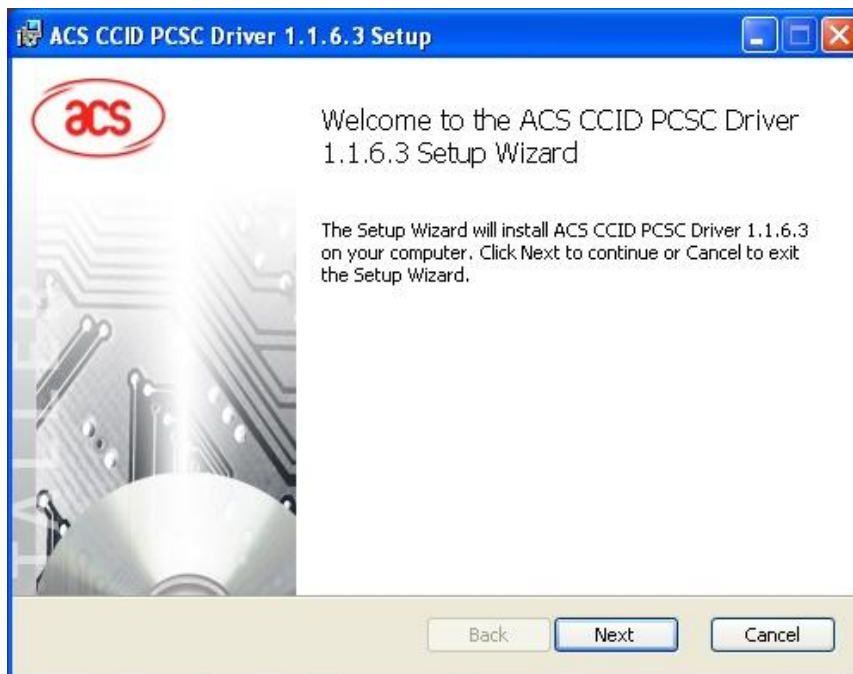 ACS CCID PCSC Driver 1.1.6.3 Setup
acs
Welcome to the ACS CCID PCSC Driver
1.1.6.3 Setup Wizard
The Setup Wizard will install ACS CCID PCSC Driver 1.1.6.3
on your computer. Click Next to continue or Cancel to exit
the Setup Wizard.
Back
Next
Cancel